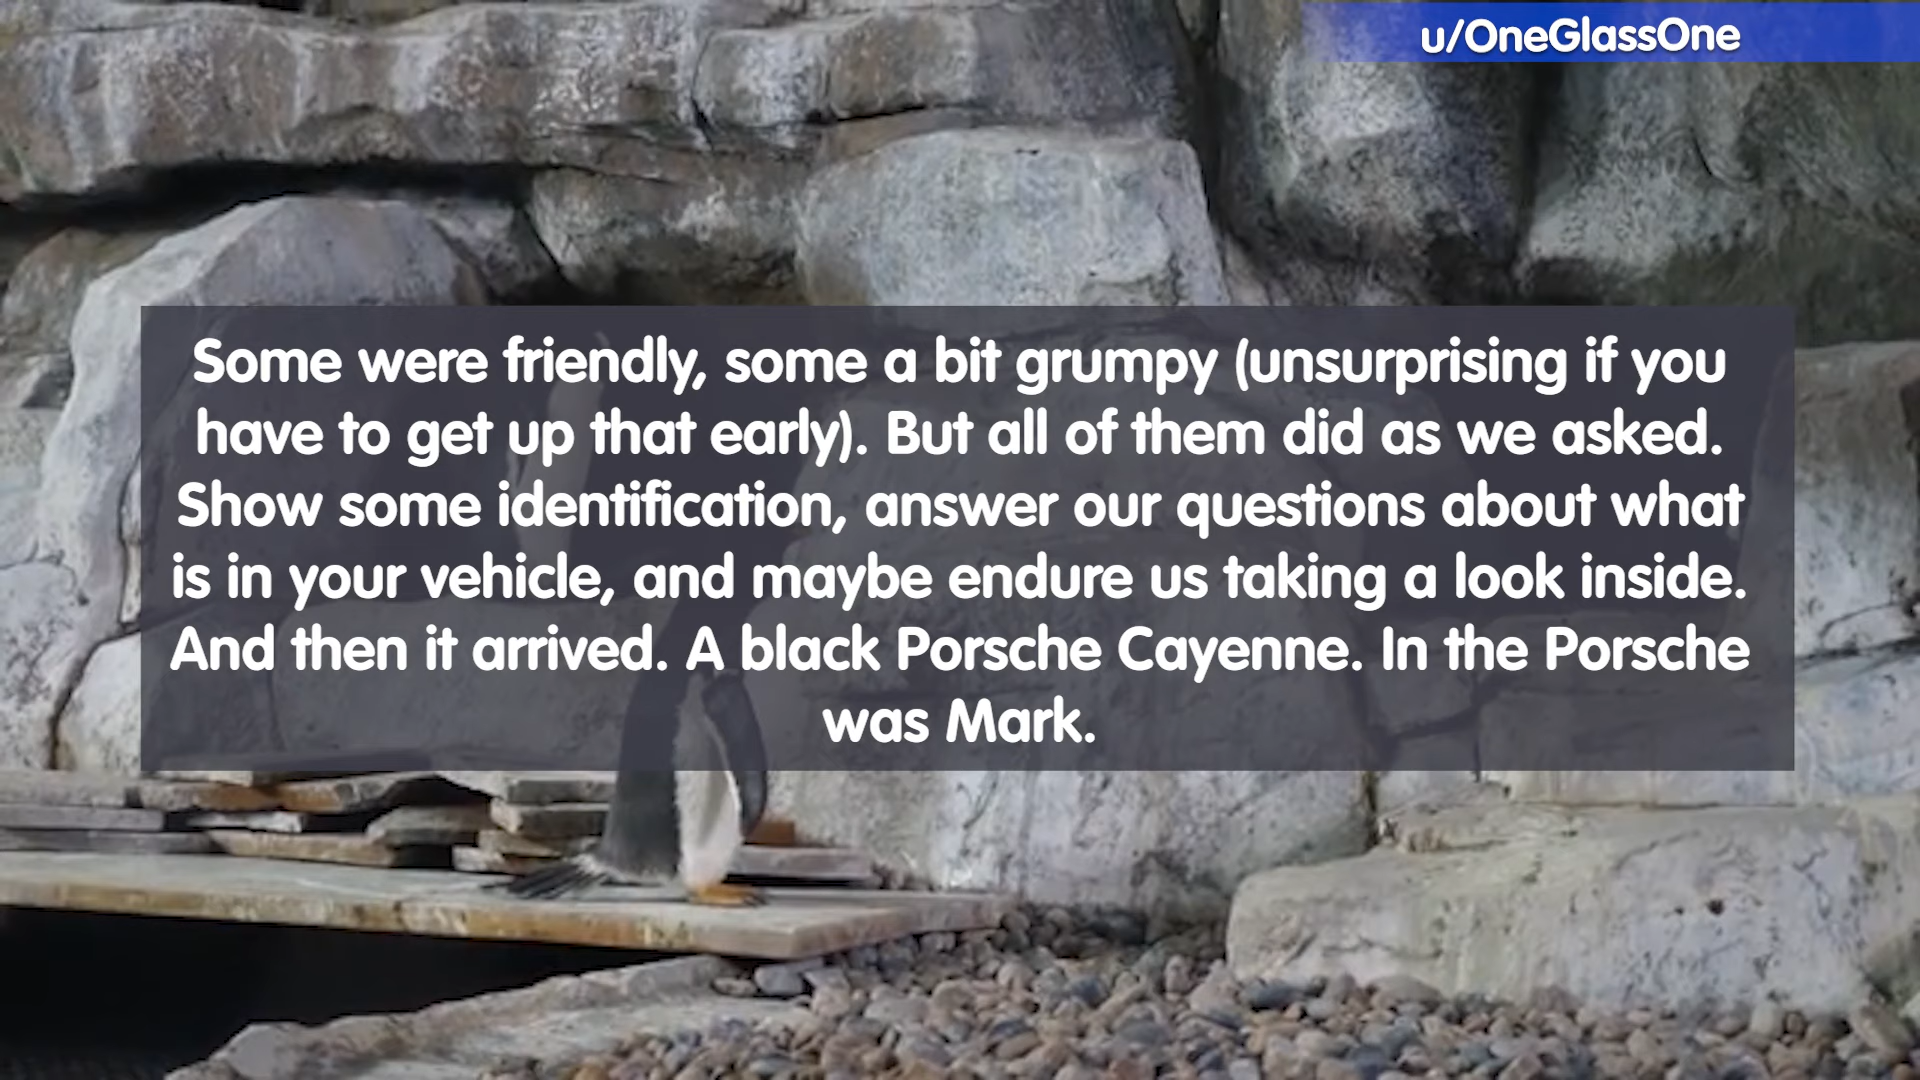 u/OneGlassOne
Some were friendly, some a bit grumpy (unsurprising if you
have to get up that early). But all of them did as we asked.
Show some identification, answer our questions about what
is in your vehicle, and maybe endure us taking a look inside.
And then it arrived. A black Porsche Cayenne. In the Porsche
was Mark.